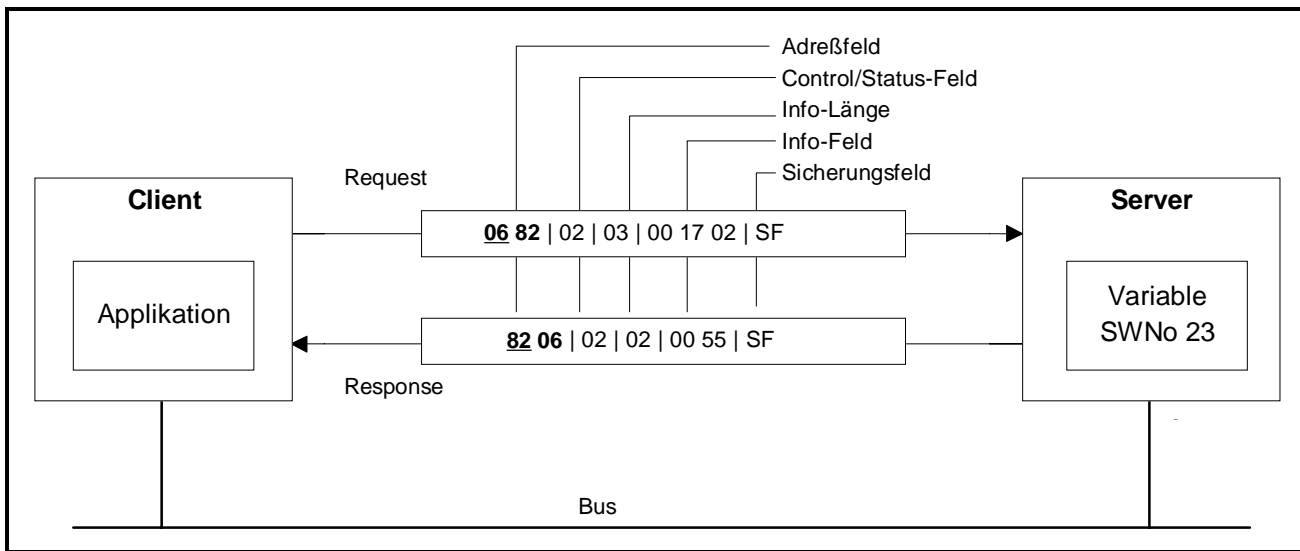 Adreßfeld
Control/Status-Feld
Info-Länge
Info-Feld
Sicherungsfeld
Request
Client
Server
06 82 | 02 | 03 | 00 17 02 | SF
Applikation
Variable
SWNo 23
82 06 | 02 | 02 | 00 55 | SF
Response
Bus